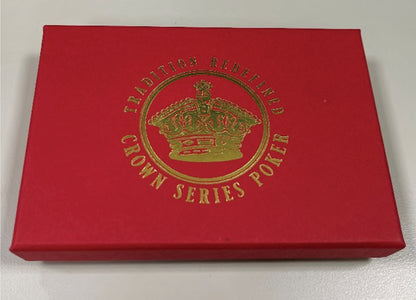 TRADITION REDEFINED
CROWN SERIES POKER